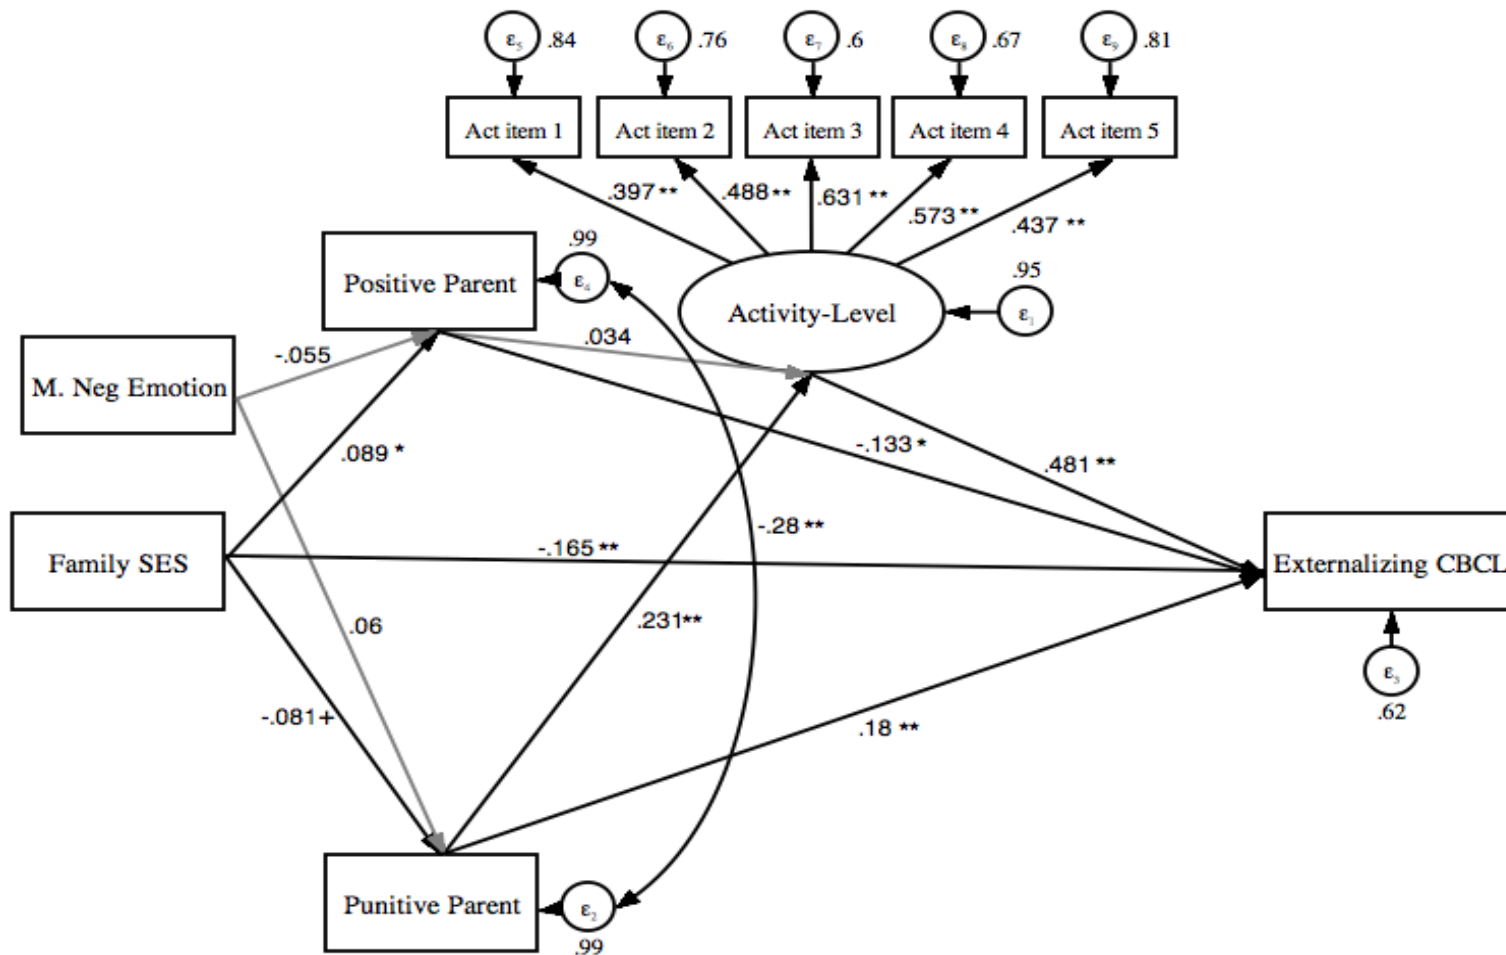 ε₅ .84 ε₆ .76 ε₇ .6 ε₈ .67 ε₉ .81
Act item 1 Act item 2 Act item 3 Act item 4 Act item 5
.397 ** .488 ** .631 ** .573 ** .437 **
.99
Positive Parent ε₄
.95
Activity-Level ε₁
-.055 .034
M. Neg Emotion
.089 * -.133 * .481 **
-.28 **
-.165 **
Family SES Externalizing CBCL
.06 .231** ε₃
.62
-.081+ .18 **
Punitive Parent ε₂
.99